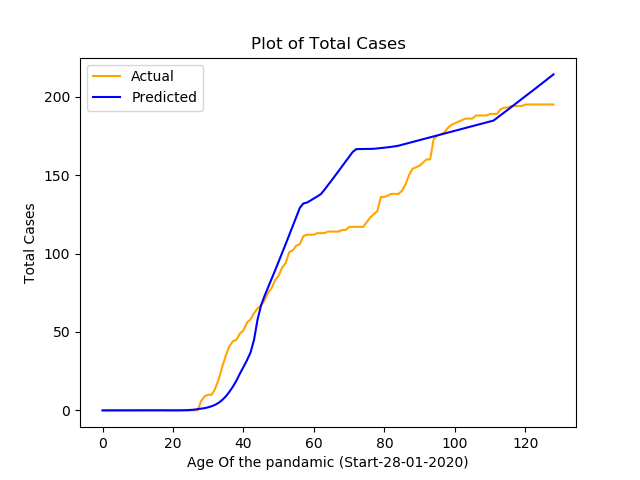 Plot of Total Cases
Actual
Predicted
200
150
100
50
0
Total Cases
0 20 40 60 80 100 120
Age Of the pandamic (Start-28-01-2020)